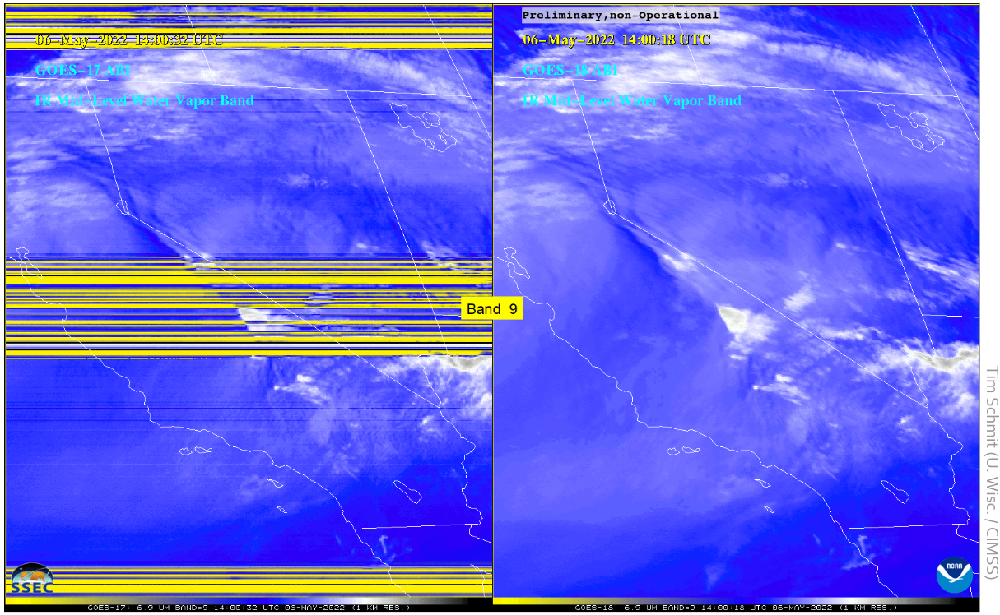 Preliminary,non-Operational
06-May-2022 14:00:32 UTC
06-May-2022 14:00:18 UTC
GOES-17 ABI
GOES-18 ABI
IR Mid-Level Water Vapor Band
IR Mid-Level Water Vapor Band
Band 9
Tim Schmit (U. Wisc. / CIMSS)
SSEC
NOAA
GOES-17: 6.9 UM BAND=9 14:00:32 UTC 06-MAY-2022 (1 KM RES.)
GOES-18: 6.9 UM BAND=9 14:00:18 UTC 06-MAY-2022 (1 KM RES.)